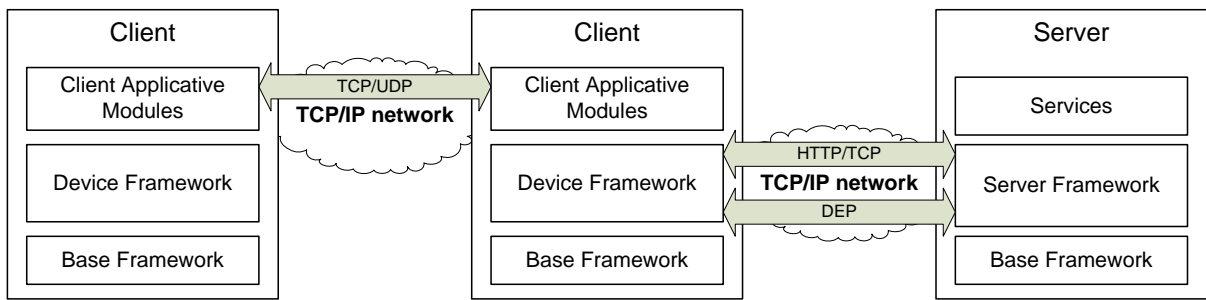 Client
Client Applicative
Modules
Device Framework
Base Framework
TCP/UDP
TCP/IP network
Client
Client Applicative
Modules
Device Framework
Base Framework
HTTP/TCP
TCP/IP network
DEP
Server
Services
Server Framework
Base Framework